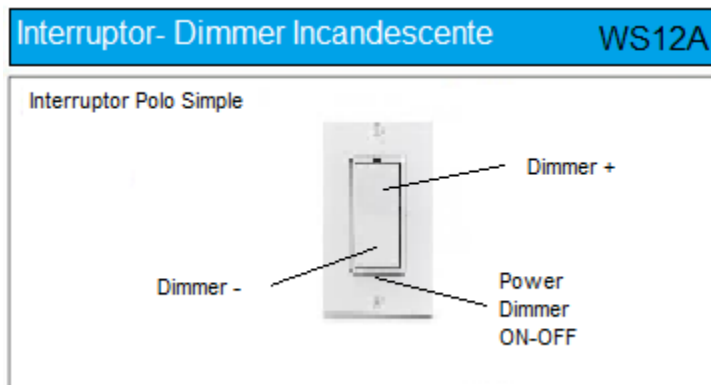 Interruptor- Dimmer Incandescente WS12A
Interruptor Polo Simple
Dimmer +
Dimmer -
Power
Dimmer
ON-OFF